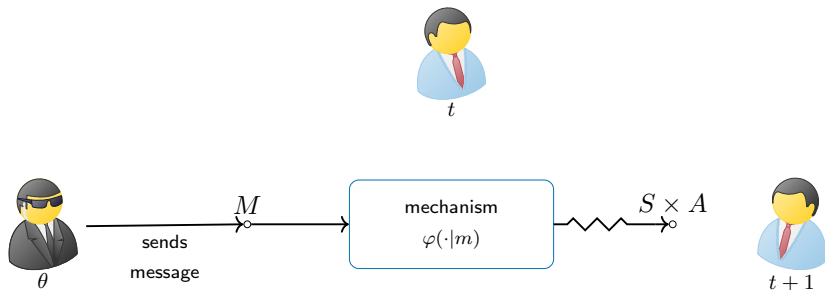 t
M
S × A
mechanism
φ(·|m)
sends
message
θ
t + 1